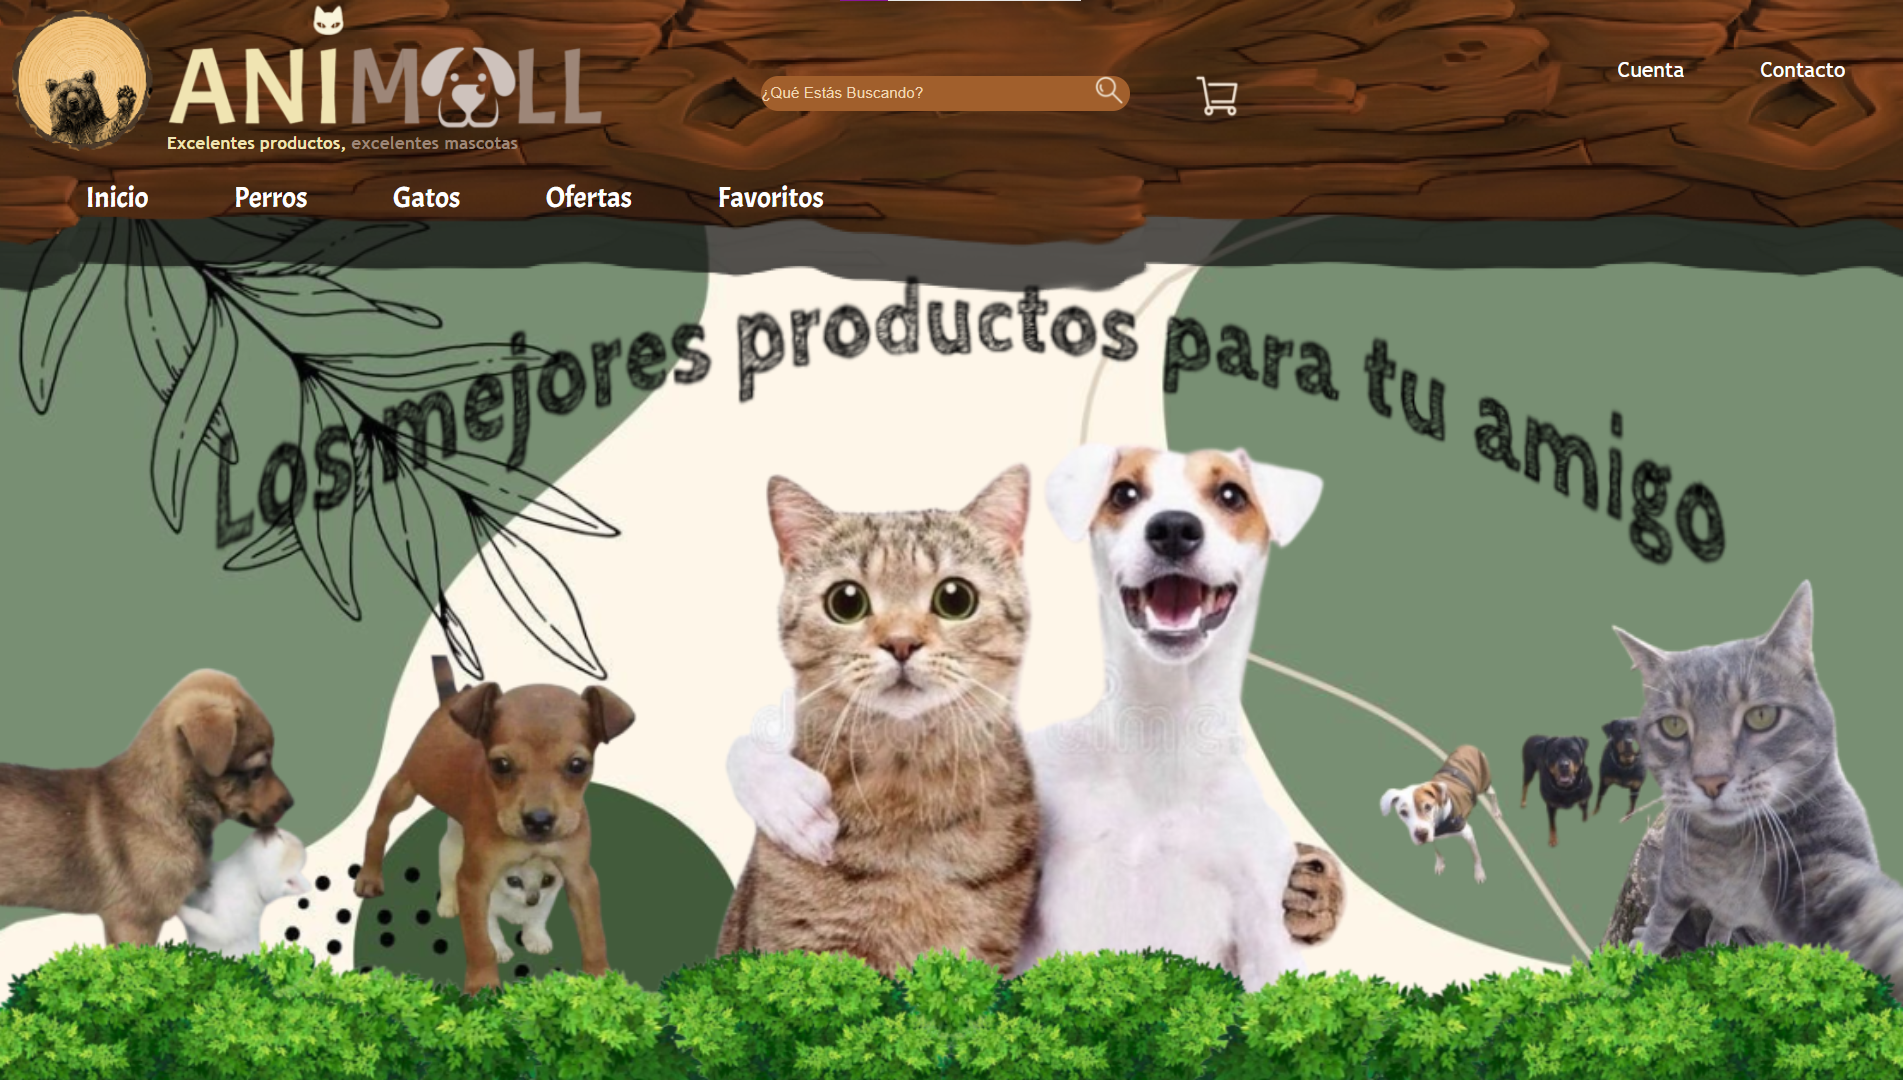 ANIMALL
Excelentes productos, excelentes mascotas
¿Qué Estás Buscando?
Cuenta
Contacto
Inicio
Perros
Gatos
Ofertas
Favoritos
Los mejores productos para tu amigo